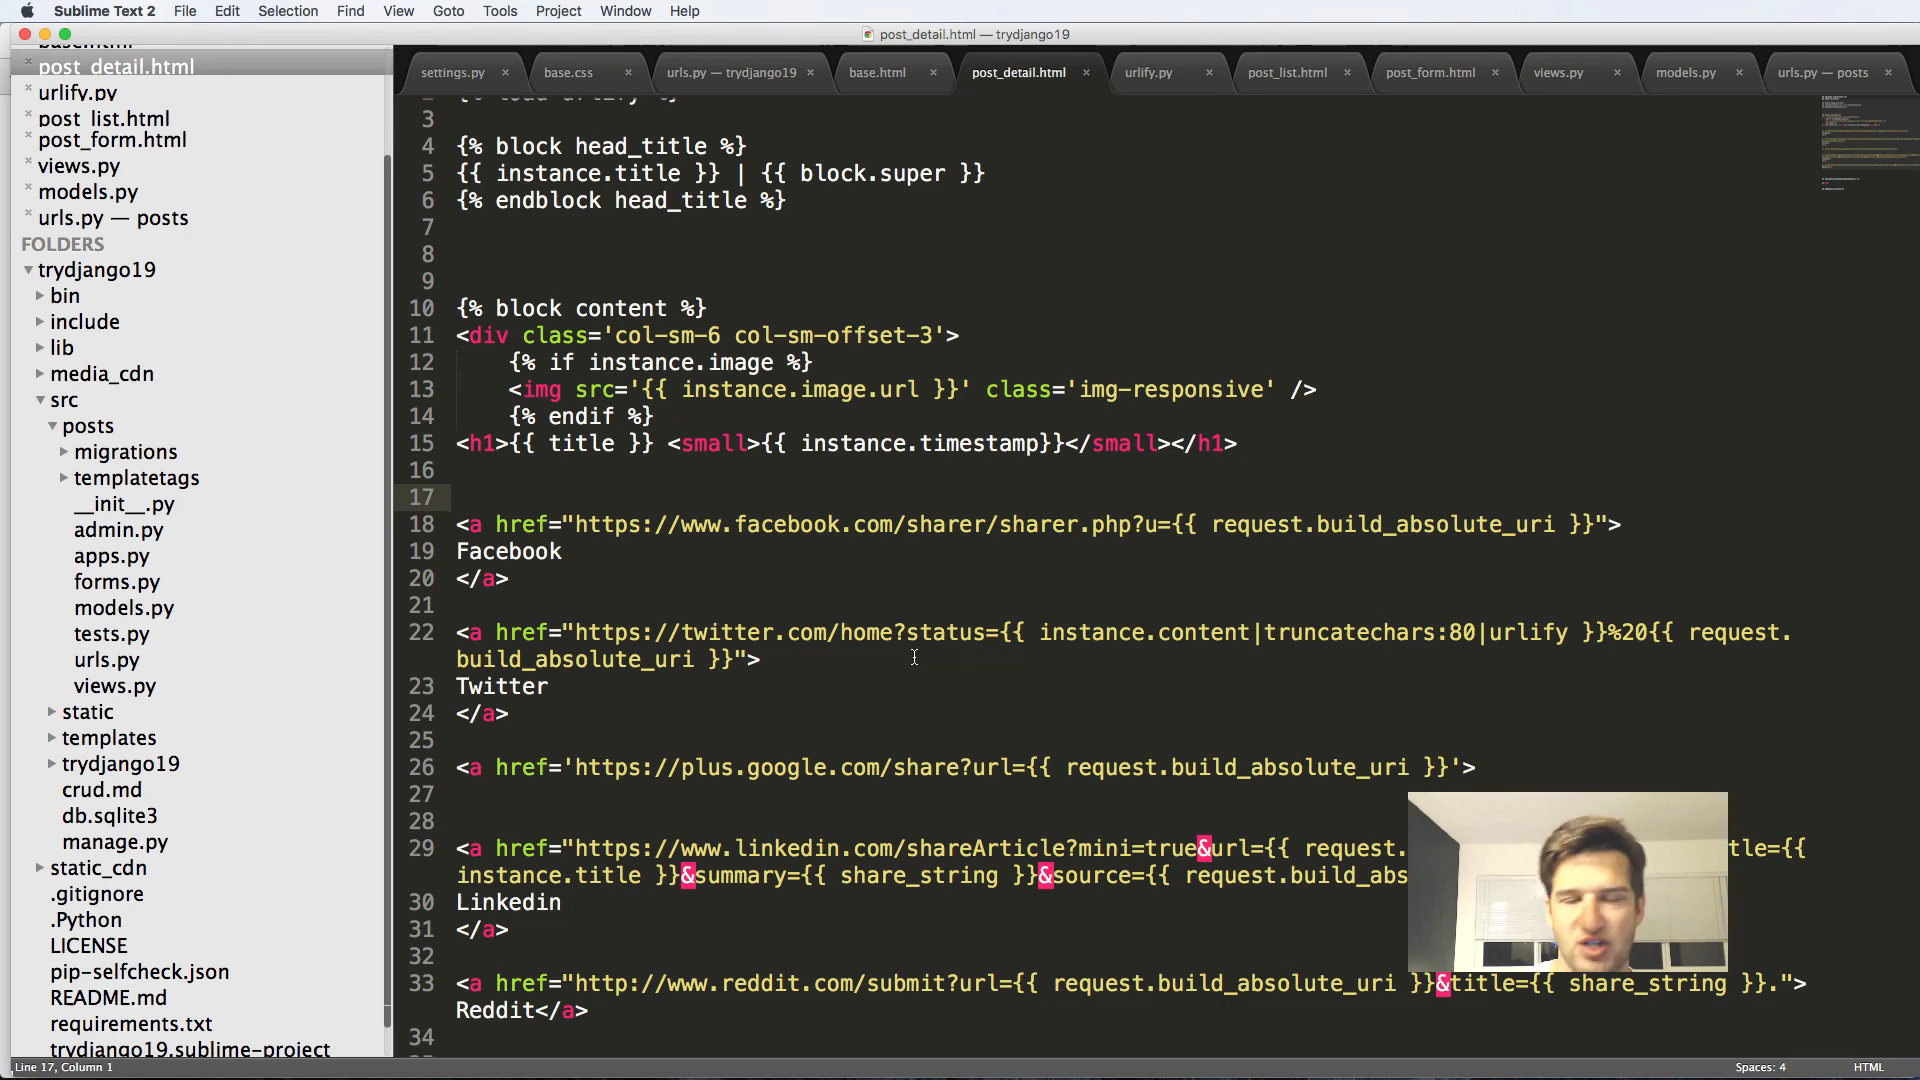 Sublime Text 2 File Edit Selection Find View Goto Tools Project Window Help
post_detail.html — trydjango19
settings.py × base.css × urls.py — trydjango19 × base.html × post_detail.html × urlify.py × post_list.html × post_form.html × views.py × models.py × urls.py — posts ×
base.html
× post_detail.html
× urlify.py
× post_list.html
× post_form.html
× views.py
× models.py
× urls.py — posts
FOLDERS
trydjango19
bin
include
lib
media_cdn
src
posts
migrations
templatetags
__init__.py
admin.py
apps.py
forms.py
models.py
tests.py
urls.py
views.py
static
templates
trydjango19
crud.md
db.sqlite3
manage.py
static_cdn
.gitignore
.Python
LICENSE
pip-selfcheck.json
README.md
requirements.txt
trydjango19.sublime-project
2 {% load urlify %}
3
4 {% block head_title %}
5 {{ instance.title }} | {{ block.super }}
6 {% endblock head_title %}
7
8
9
10 {% block content %}
11 <div class='col-sm-6 col-sm-offset-3'>
12 {% if instance.image %}
13 <img src='{{ instance.image.url }}' class='img-responsive' />
14 {% endif %}
15 <h1>{{ title }} <small>{{ instance.timestamp}}</small></h1>
16
17
18 <a href="https://www.facebook.com/sharer/sharer.php?u={{ request.build_absolute_uri }}">
19 Facebook
20 </a>
21
22 <a href="https://twitter.com/home?status={{ instance.content|truncatechars:80|urlify }}%20{{ request.
build_absolute_uri }}">
23 Twitter
24 </a>
25
26 <a href='https://plus.google.com/share?url={{ request.build_absolute_uri }}'>
27
28
29 <a href="https://www.linkedin.com/shareArticle?mini=true&url={{ request. tle={{
instance.title }}&summary={{ share_string }}&source={{ request.build_abs
30 Linkedin
31 </a>
32
33 <a href="http://www.reddit.com/submit?url={{ request.build_absolute_uri }}&title={{ share_string }}.">
Reddit</a>
34
Line 17, Column 1
Spaces: 4 HTML